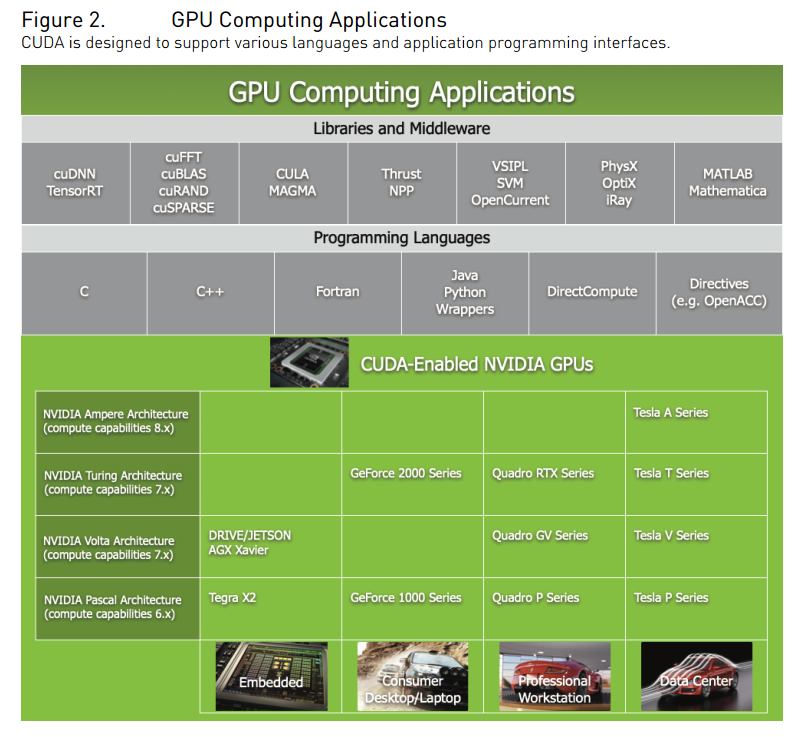 Figure 2. GPU Computing Applications
CUDA is designed to support various languages and application programming interfaces.
GPU Computing Applications
Libraries and Middleware
cuDNN
TensorRT
cuFFT
cuBLAS
cuRAND
cuSPARSE
CULA
MAGMA
Thrust
NPP
VSIPL
SVM
OpenCurrent
PhysX
OptiX
iRay
MATLAB
Mathematica
Programming Languages
C
C++
Fortran
Java
Python
Wrappers
DirectCompute
Directives
(e.g. OpenACC)
CUDA-Enabled NVIDIA GPUs
NVIDIA Ampere Architecture
(compute capabilities 8.x)
Tesla A Series
NVIDIA Turing Architecture
(compute capabilities 7.x)
GeForce 2000 Series
Quadro RTX Series
Tesla T Series
NVIDIA Volta Architecture
(compute capabilities 7.x)
DRIVE/JETSON
AGX Xavier
Quadro GV Series
Tesla V Series
NVIDIA Pascal Architecture
(compute capabilities 6.x)
Tegra X2
GeForce 1000 Series
Quadro P Series
Tesla P Series
Embedded
Consumer
Desktop/Laptop
Professional
Workstation
Data Center